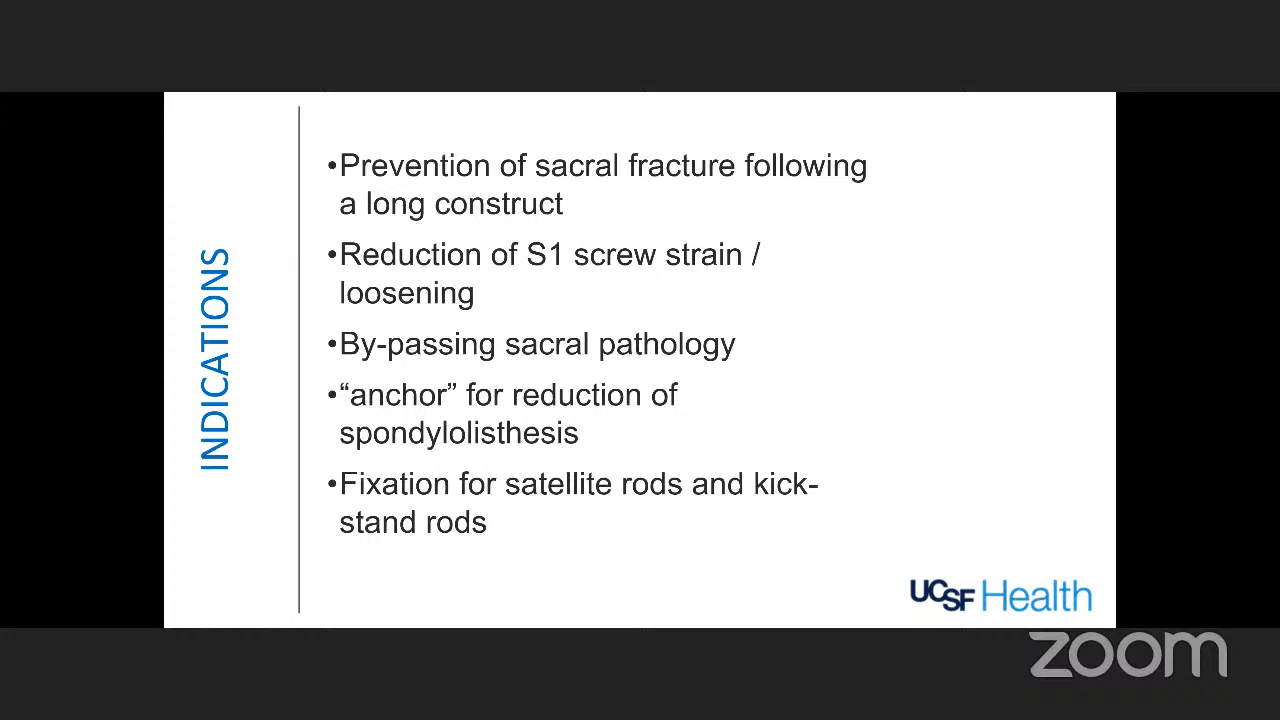 INDICATIONS
•Prevention of sacral fracture following
a long construct
•Reduction of S1 screw strain /
loosening
•By-passing sacral pathology
•“anchor” for reduction of
spondylolisthesis
•Fixation for satellite rods and kick-
stand rods
UCSF Health
zoom